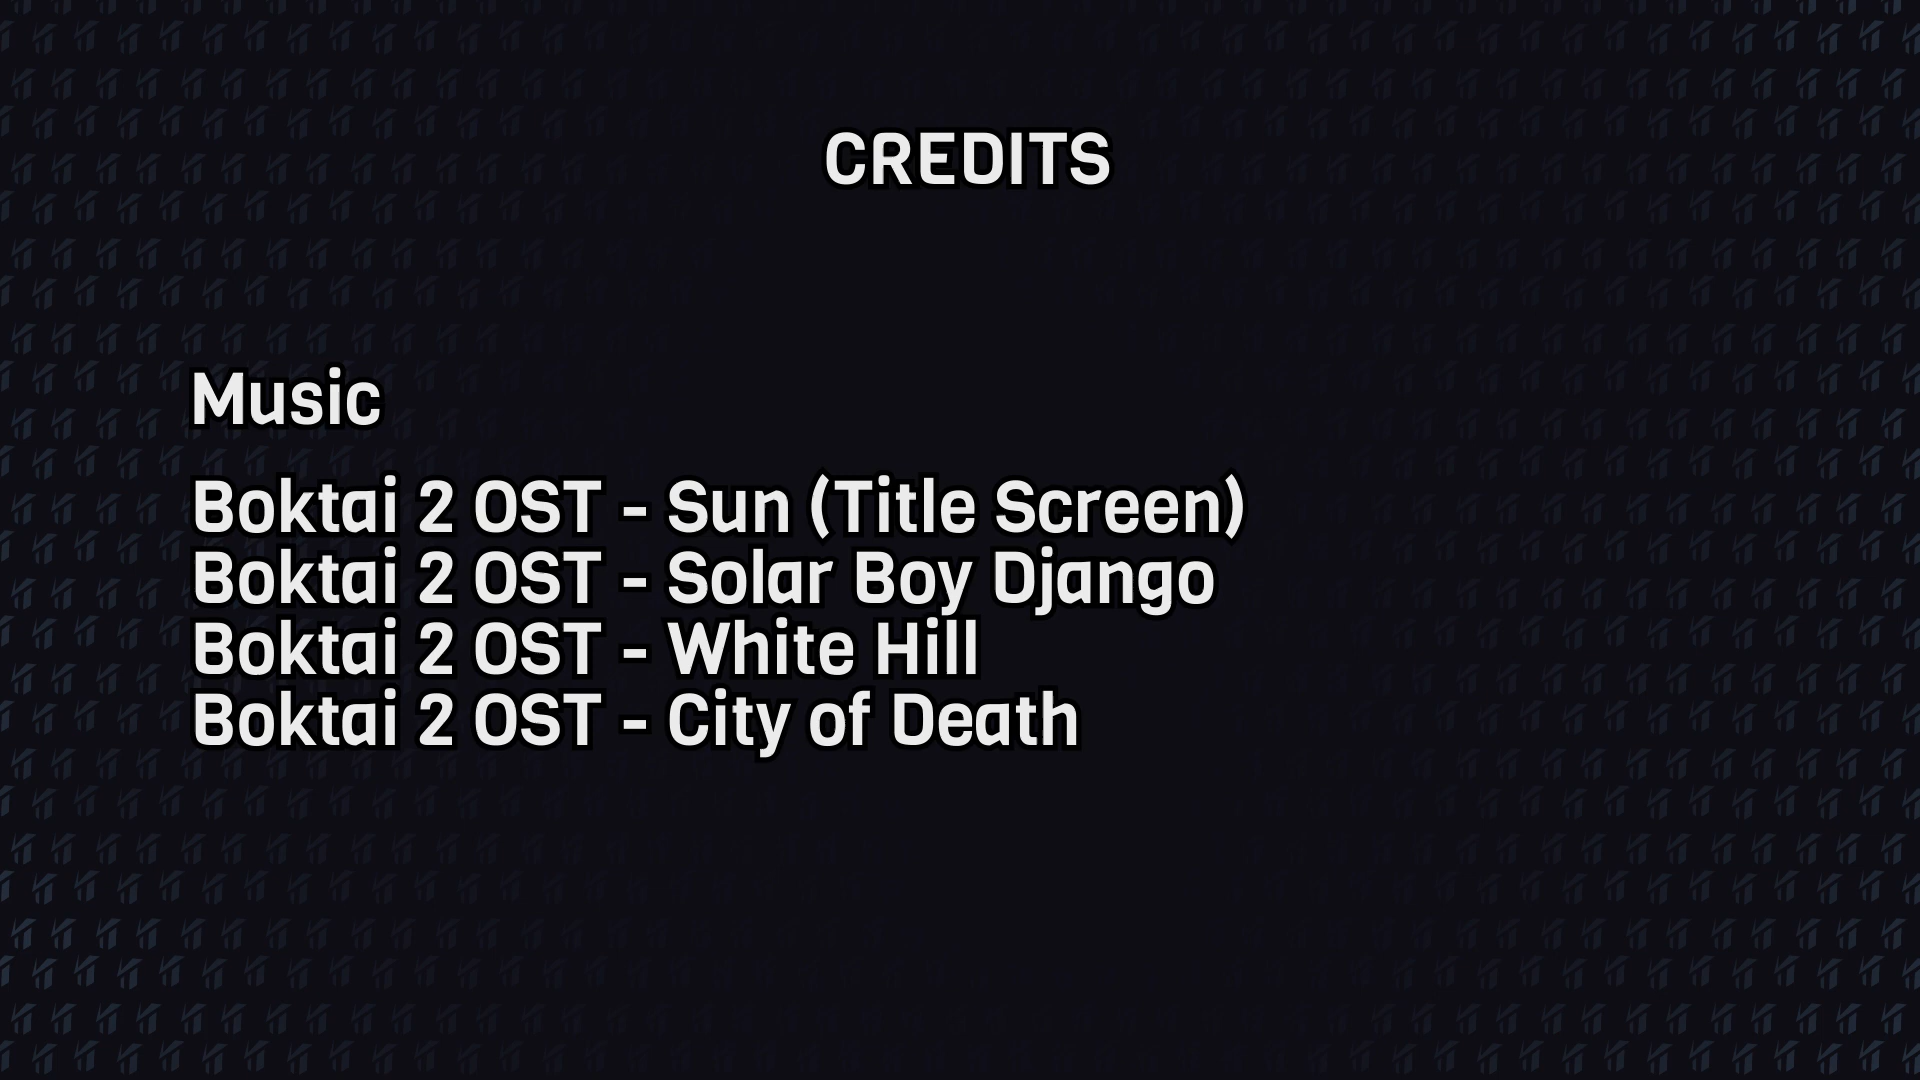 CREDITS
Music
Boktai 2 OST - Sun (Title Screen)
Boktai 2 OST - Solar Boy Django
Boktai 2 OST - White Hill
Boktai 2 OST - City of Death